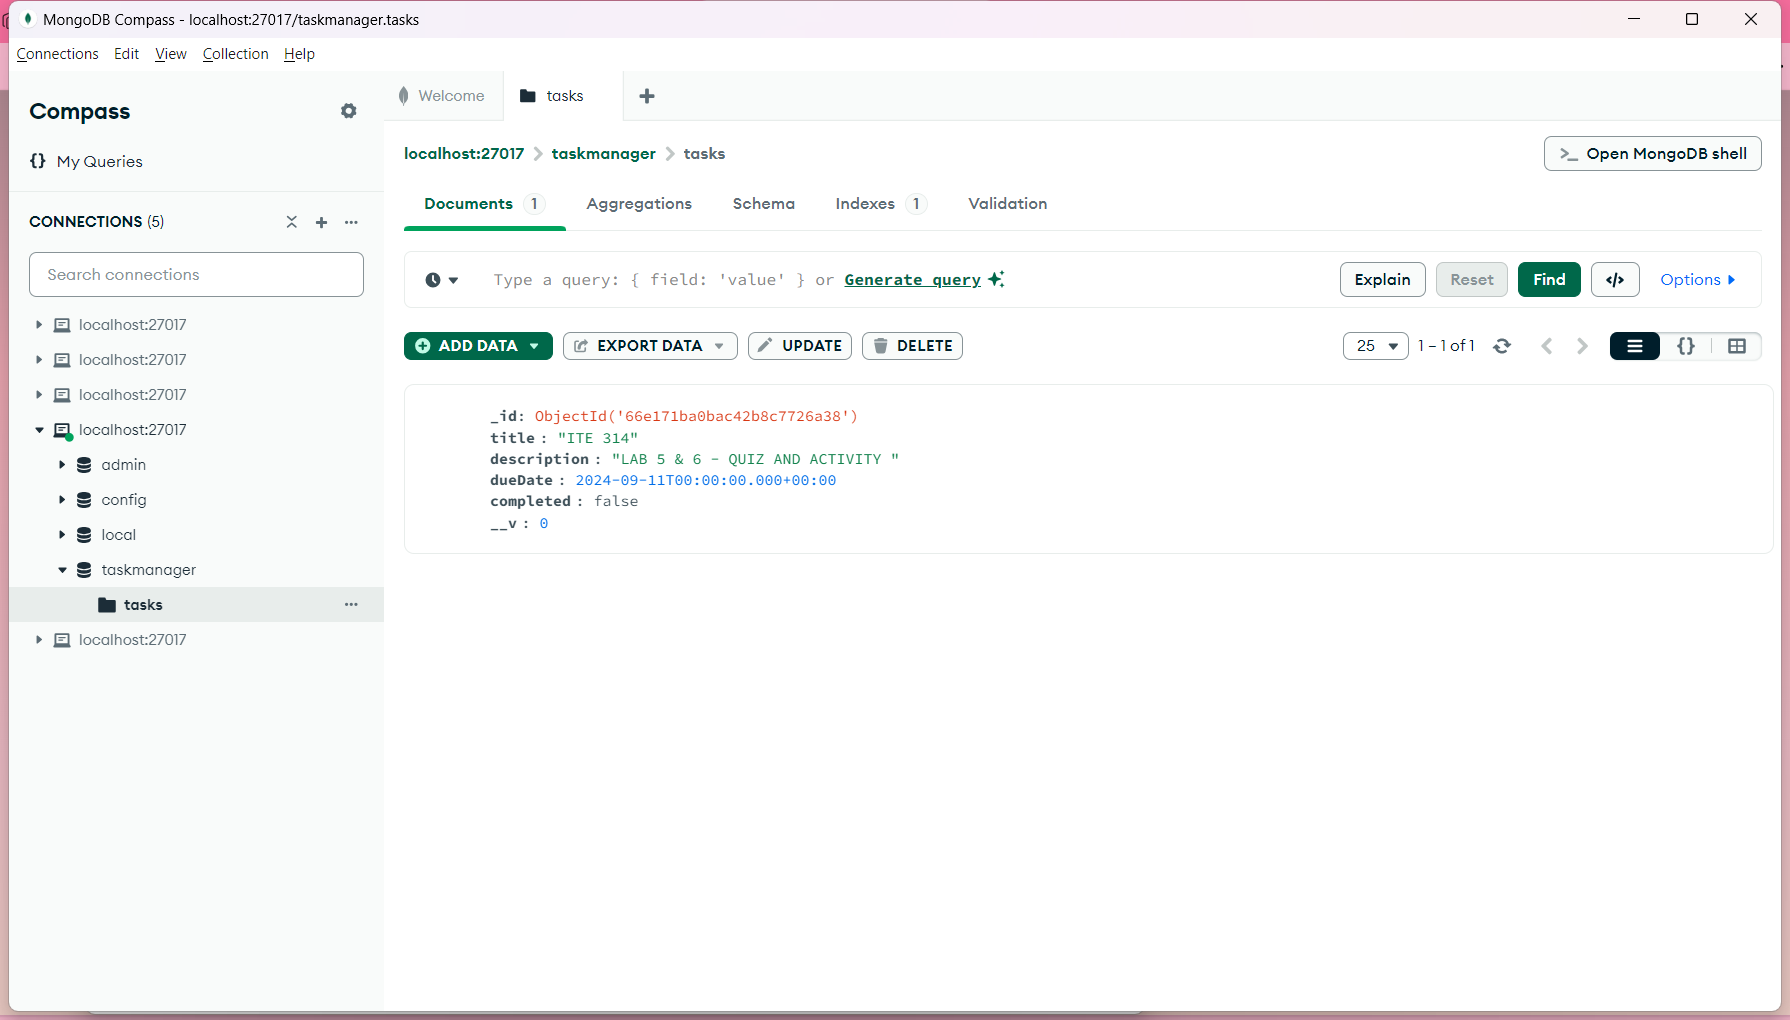 MongoDB Compass - localhost:27017/taskmanager.tasks
Connections Edit View Collection Help
Compass
{} My Queries
CONNECTIONS (5)
Search connections
localhost:27017
localhost:27017
localhost:27017
localhost:27017
admin
config
local
taskmanager
tasks
localhost:27017
Welcome tasks
localhost:27017 > taskmanager > tasks
>_ Open MongoDB shell
Documents 1 Aggregations Schema Indexes 1 Validation
Type a query: { field: 'value' } or Generate query
Explain Reset Find </> Options
ADD DATA EXPORT DATA UPDATE DELETE
25 1 – 1 of 1 {}
_id: ObjectId('66e171ba0bac42b8c7726a38')
title : "ITE 314"
description : "LAB 5 & 6 - QUIZ AND ACTIVITY "
dueDate : 2024-09-11T00:00:00.000+00:00
completed : false
__v : 0